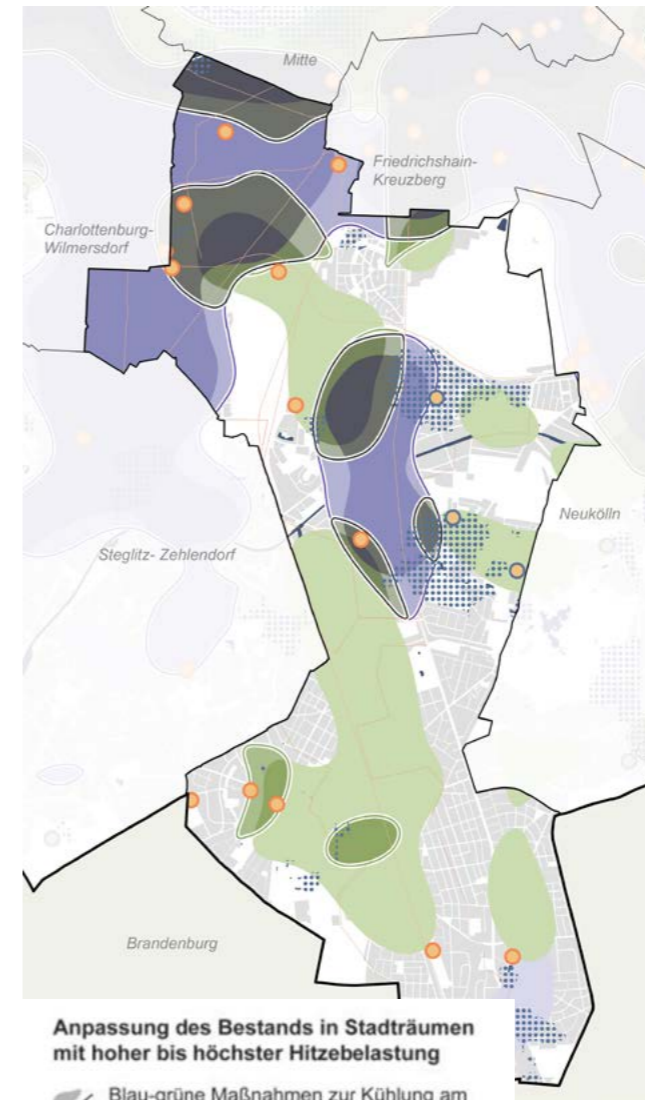 Mitte
Friedrichshain-
Kreuzberg
Charlottenburg-
Wilmersdorf
Neukölln
Steglitz- Zehlendorf
Brandenburg
Anpassung des Bestands in Stadträumen
mit hoher bis höchster Hitzebelastung
Blau-grüne Maßnahmen zur Kühlung am